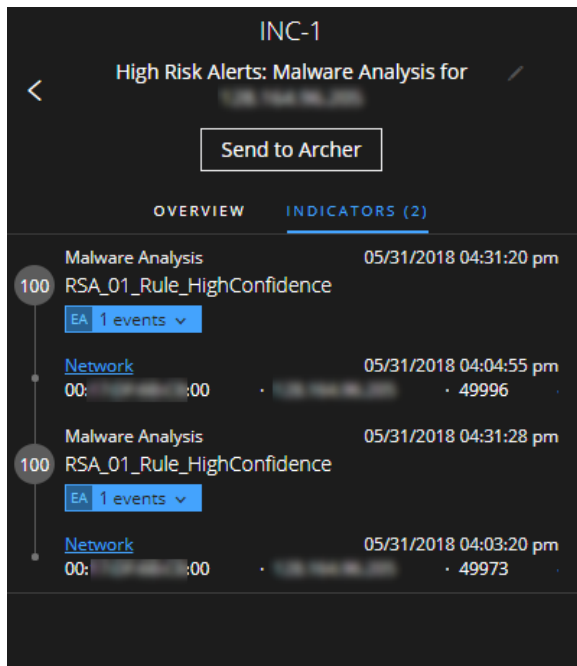 INC-1
High Risk Alerts: Malware Analysis for
Send to Archer
OVERVIEW INDICATORS (2)
Malware Analysis 05/31/2018 04:31:20 pm
100 RSA_01_Rule_HighConfidence
EA 1 events
Network 05/31/2018 04:04:55 pm
00: :00 · · 49996
Malware Analysis 05/31/2018 04:31:28 pm
100 RSA_01_Rule_HighConfidence
EA 1 events
Network 05/31/2018 04:03:20 pm
00: :00 · · 49973